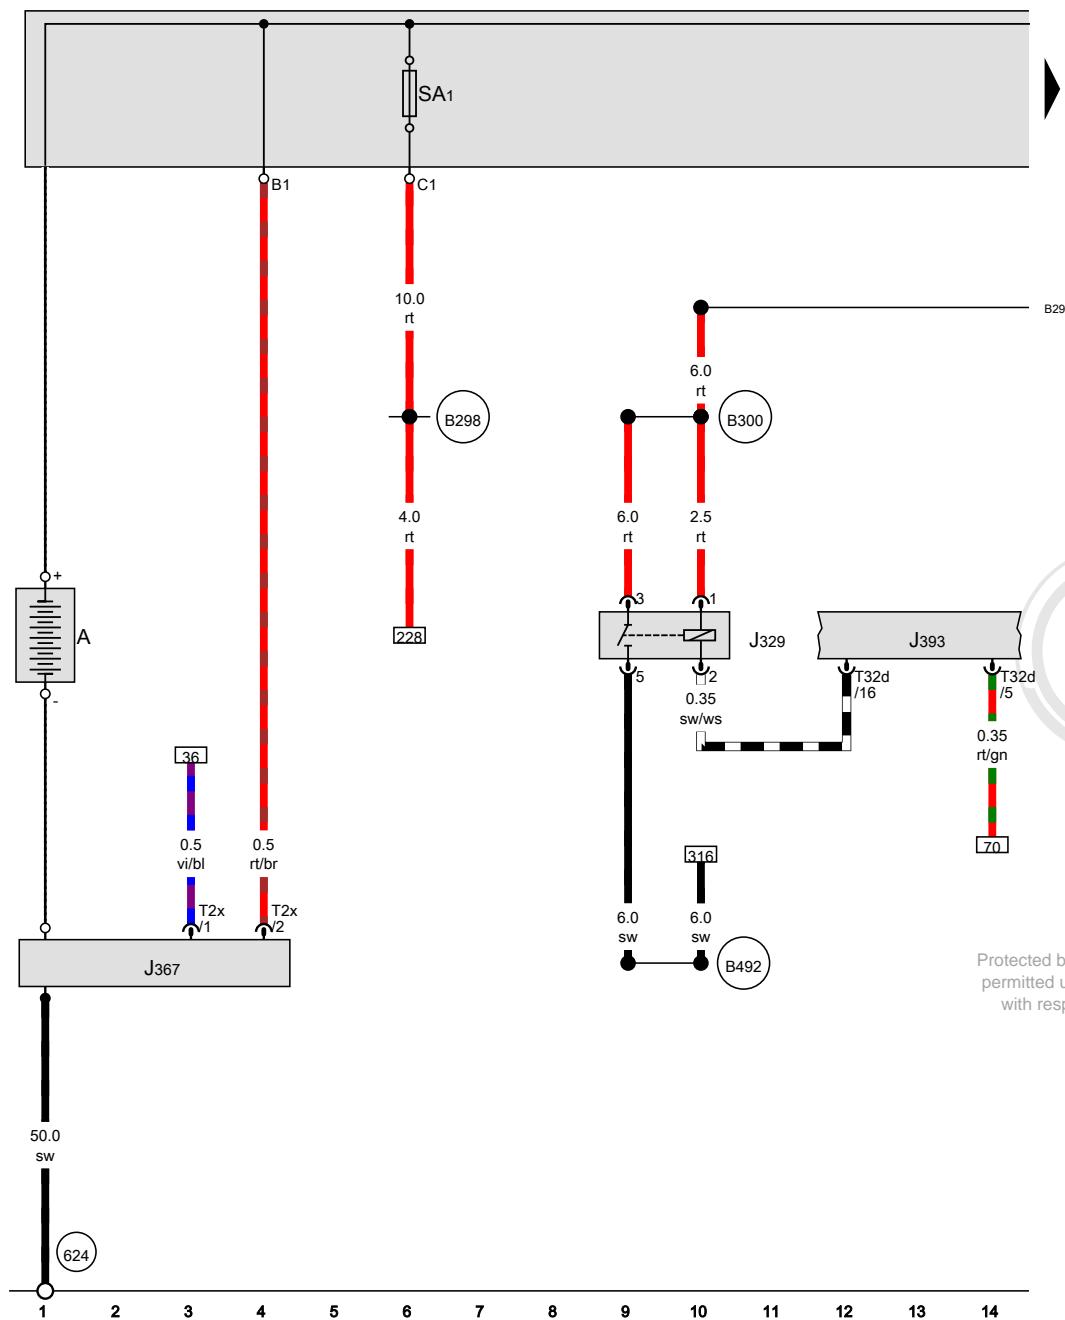 SA1
B1
C1
10.0
rt
B29
6.0
rt
B298
B300
4.0
rt
6.0
rt
2.5
rt
+
3
1
A
228
J329
J393
5
2
T32d
/16
T32d
/5
-
0.35
sw/ws
0.35
rt/gn
36
0.5
vi/bl
0.5
rt/br
316
70
T2x
/1
T2x
/2
6.0
sw
6.0
sw
J367
B492
Protected b
permitted u
with resp
50.0
sw
624
1 2 3 4 5 6 7 8 9 10 11 12 13 14